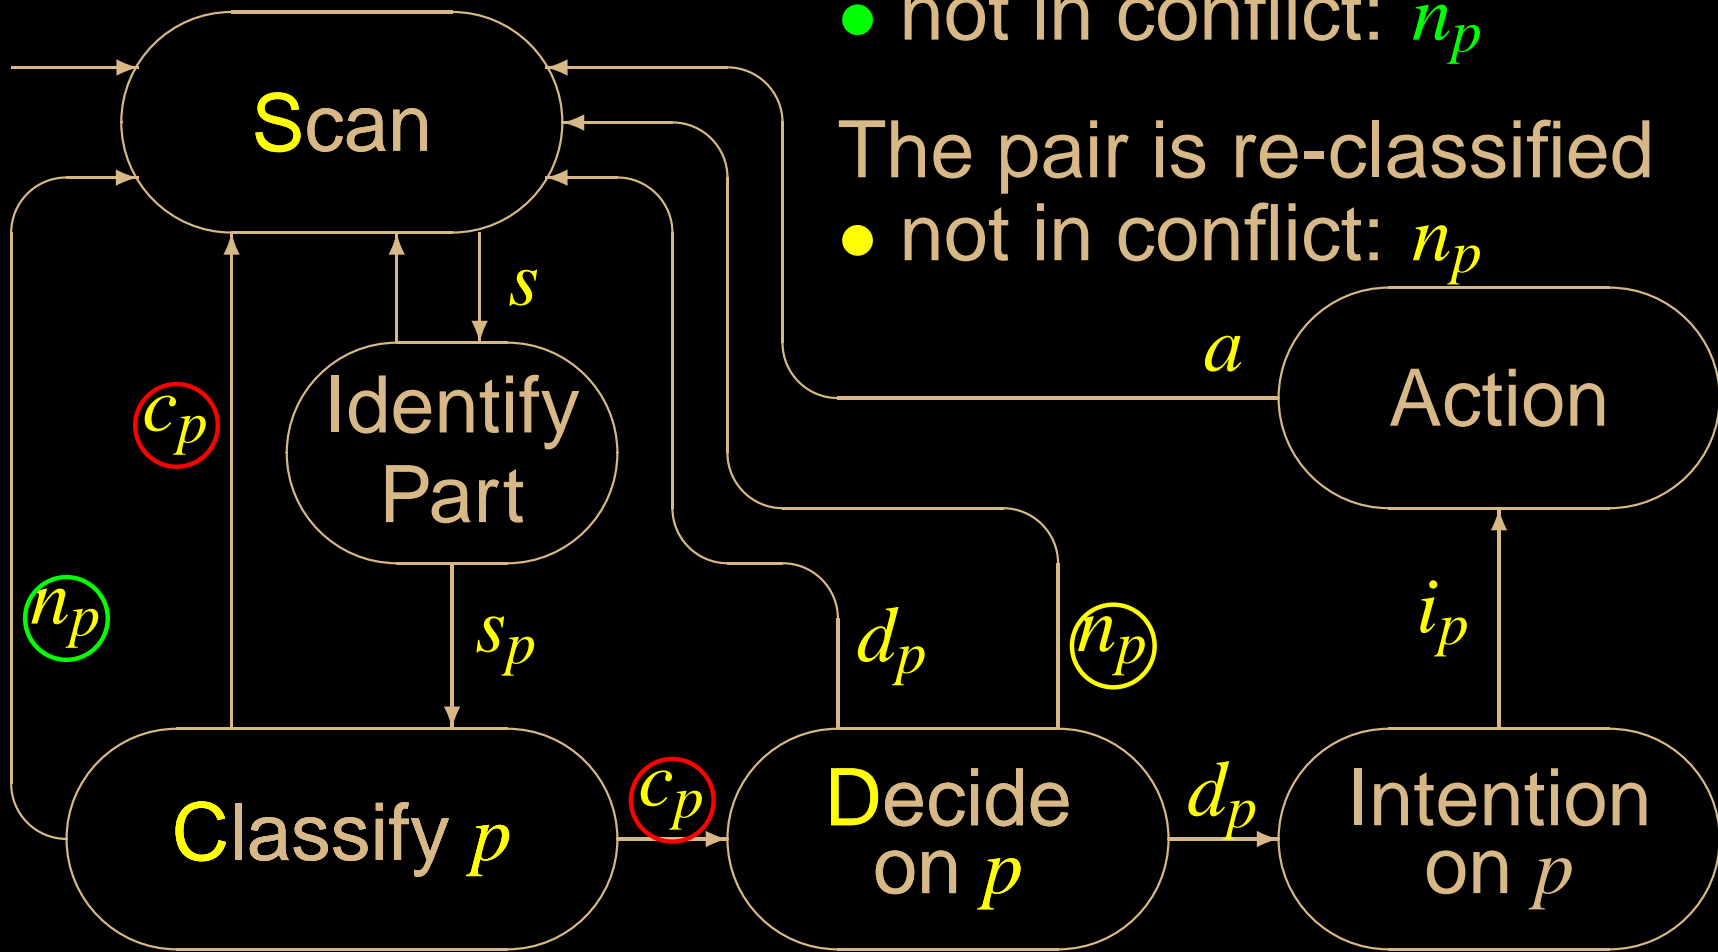 • not in conflict: nₚ
Scan
The pair is re-classified
• not in conflict: nₚ
s
a
cₚ
Identify
Part
Action
nₚ
sₚ
dₚ
nₚ
iₚ
Classify p
cₚ
Decide
on p
dₚ
Intention
on p